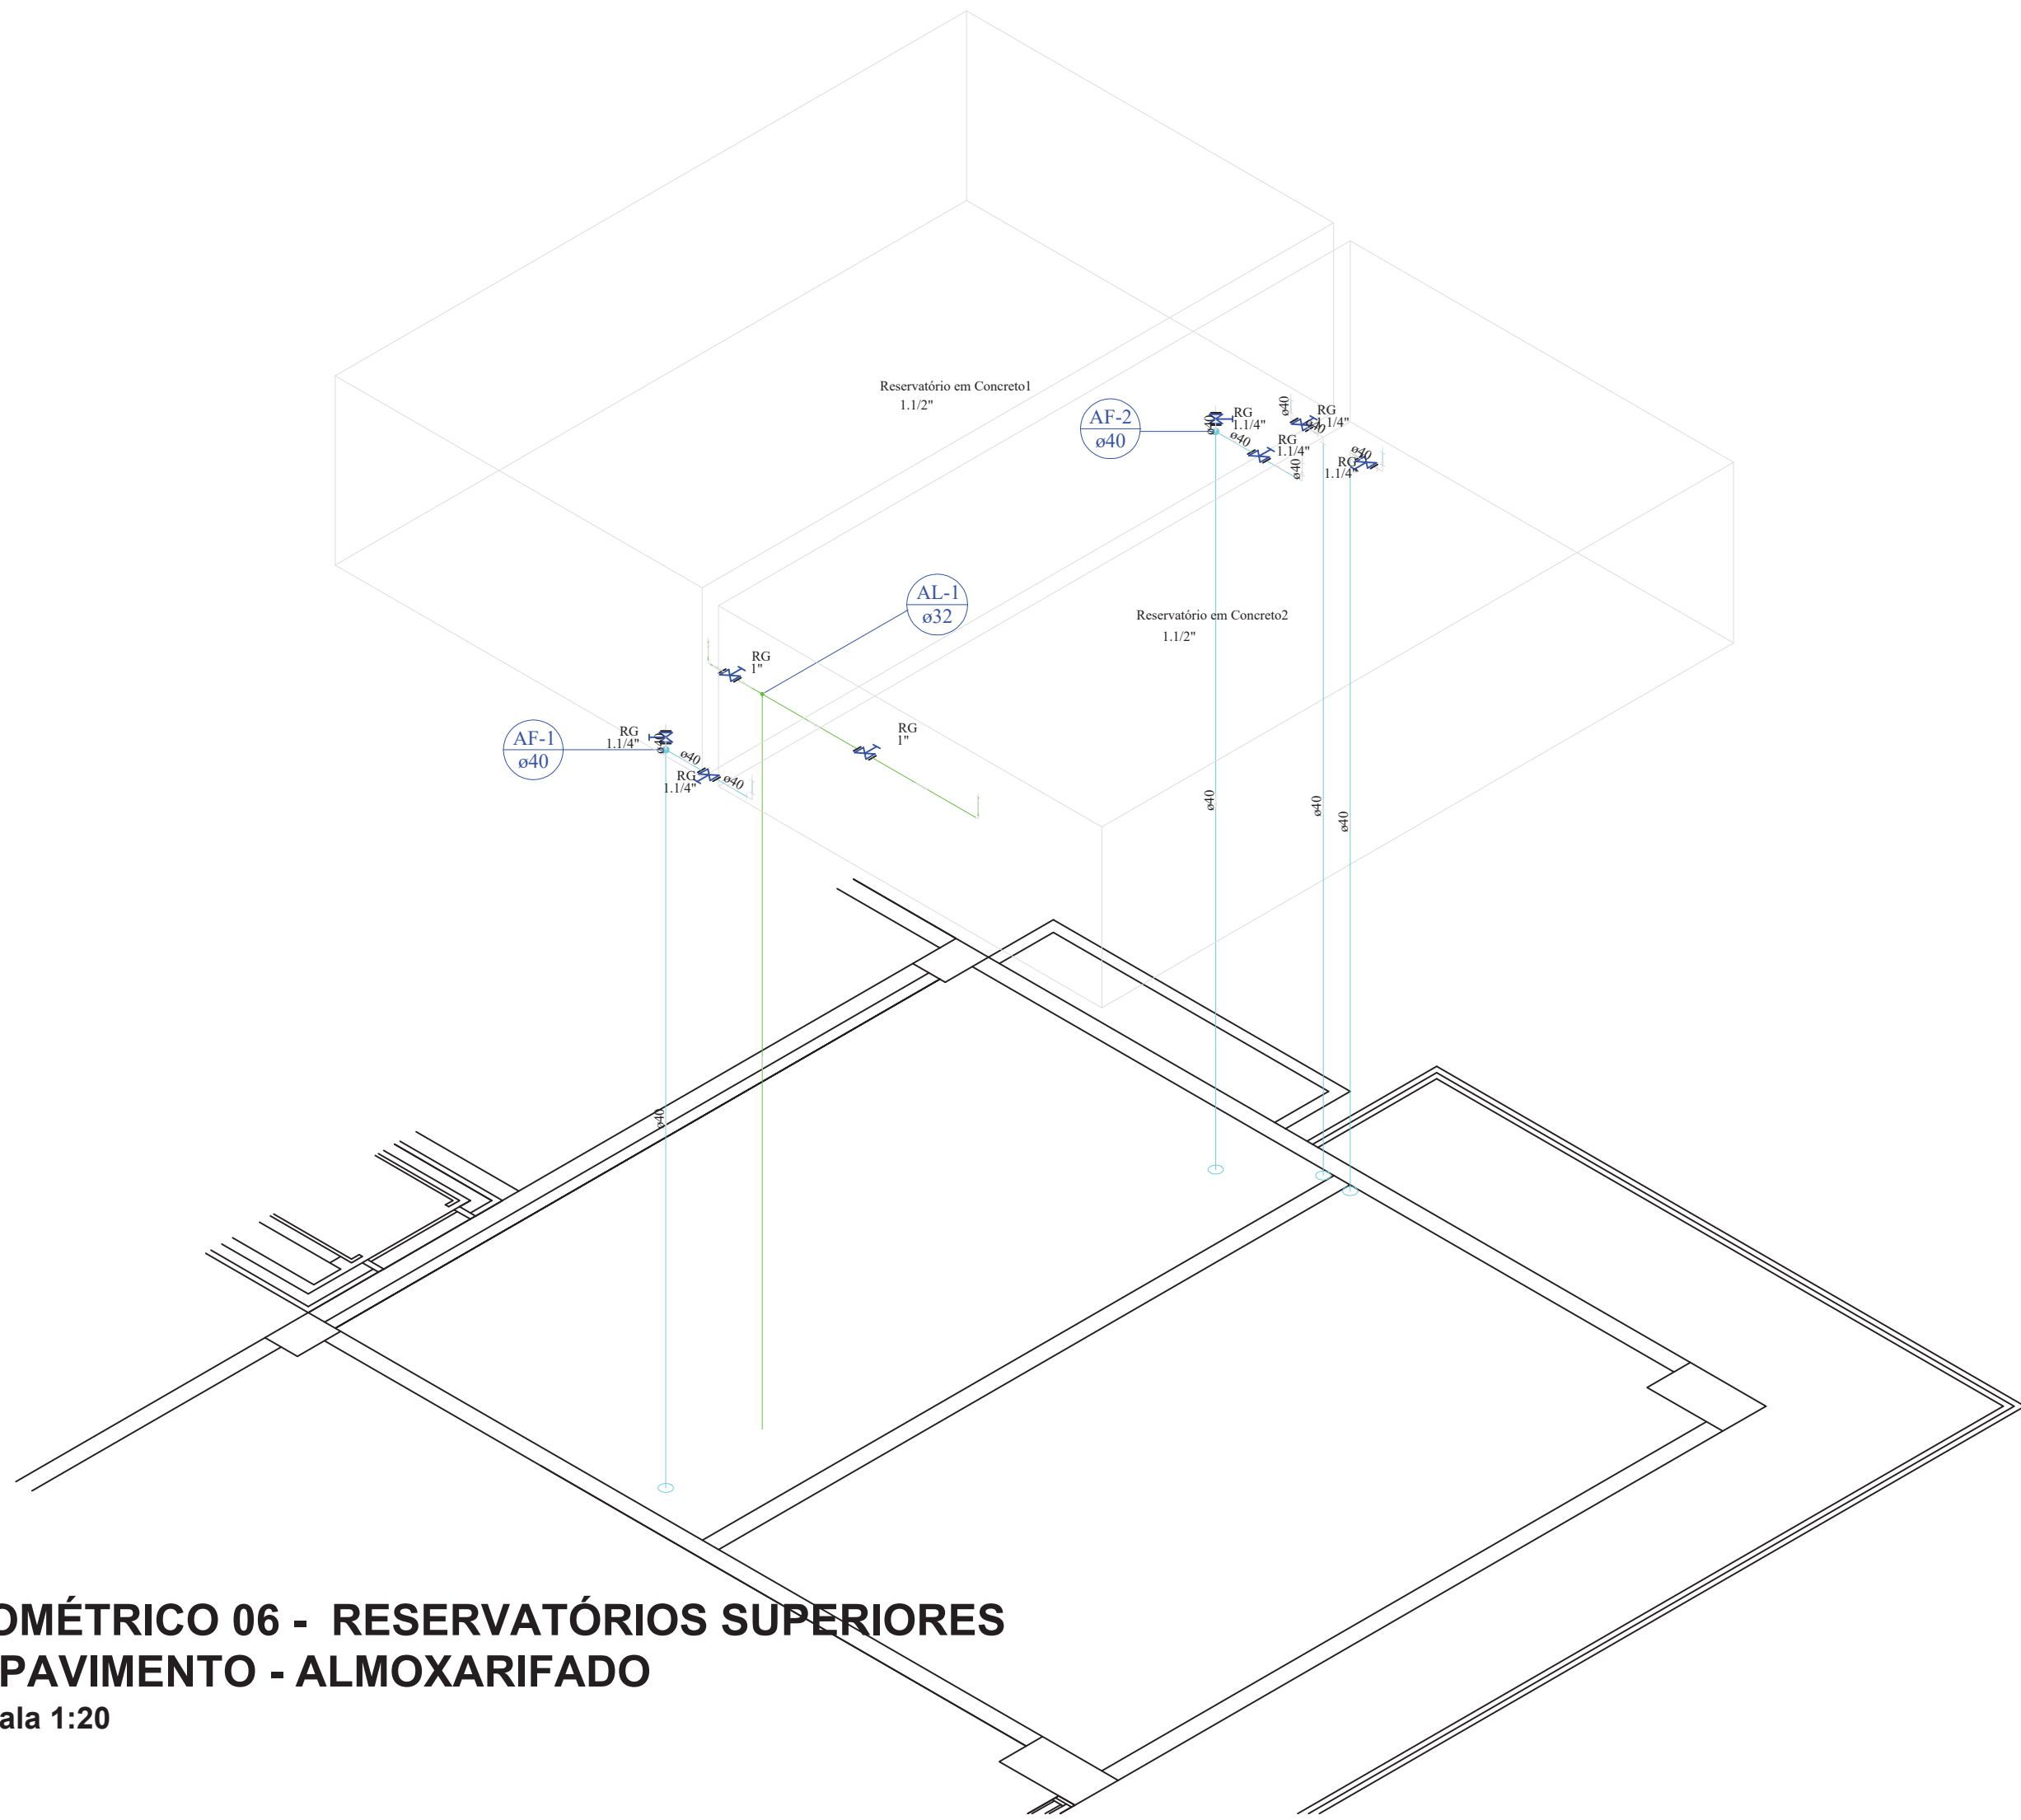 Reservatório em Concreto1
1.1/2"
AF-2
ø40
ø40
RG
1.1/4"
ø40
RG
1.1/4"
ø40
ø40
RG
1.1/4"
ø40
ø40
RG
1.1/4"
AL-1
ø32
Reservatório em Concreto2
1.1/2"
RG
1"
RG
1"
AF-1
ø40
RG
1.1/4"
ø40
ø40
RG
1.1/4"
ø40
ø40
ø40
ø40
ø40
OMÉTRICO 06 - RESERVATÓRIOS SUPERIORES
PAVIMENTO - ALMOXARIFADO
ala 1:20